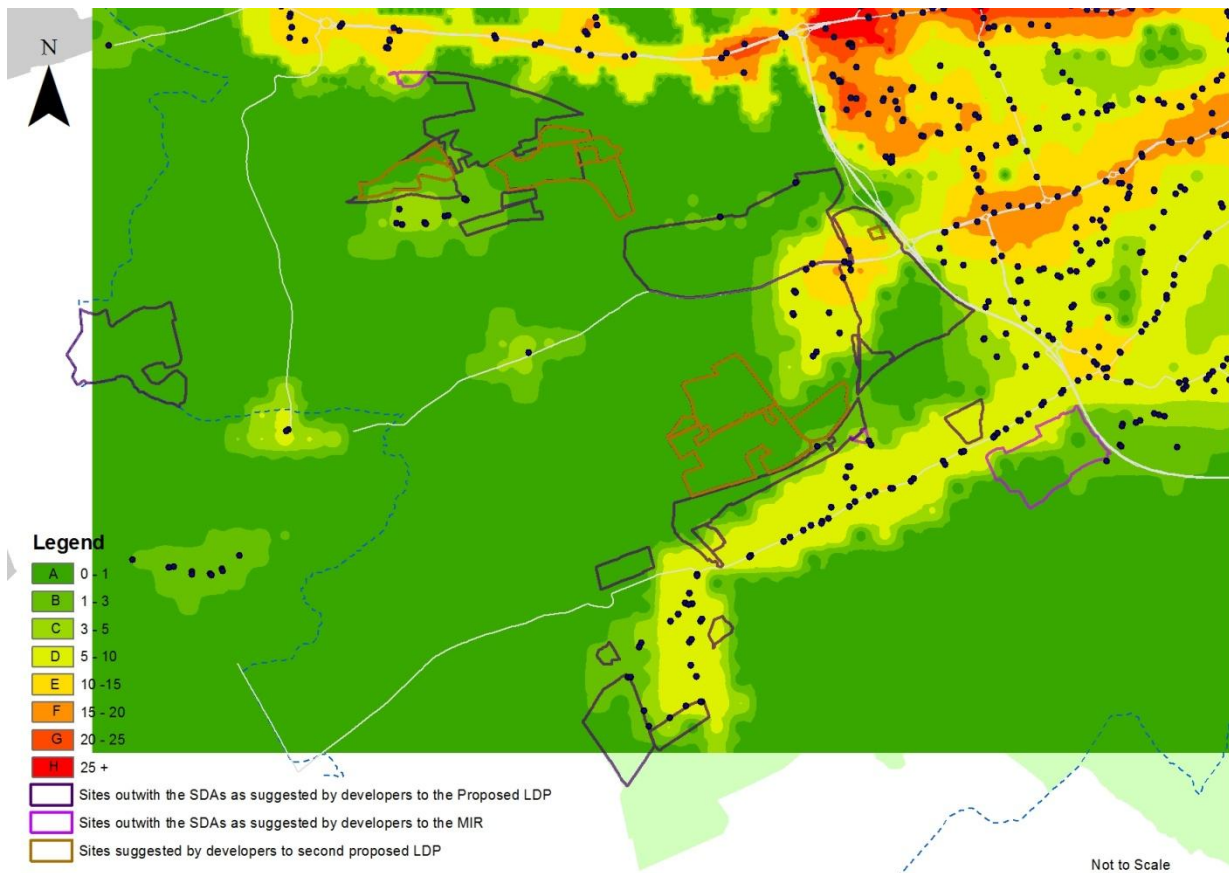 N
Legend
A 0 - 1
B 1 - 3
C 3 - 5
D 5 - 10
E 10 -15
F 15 - 20
G 20 - 25
H 25 +
Sites outwith the SDAs as suggested by developers to the Proposed LDP
Sites outwith the SDAs as suggested by developers to the MIR
Sites suggested by developers to second proposed LDP
Not to Scale